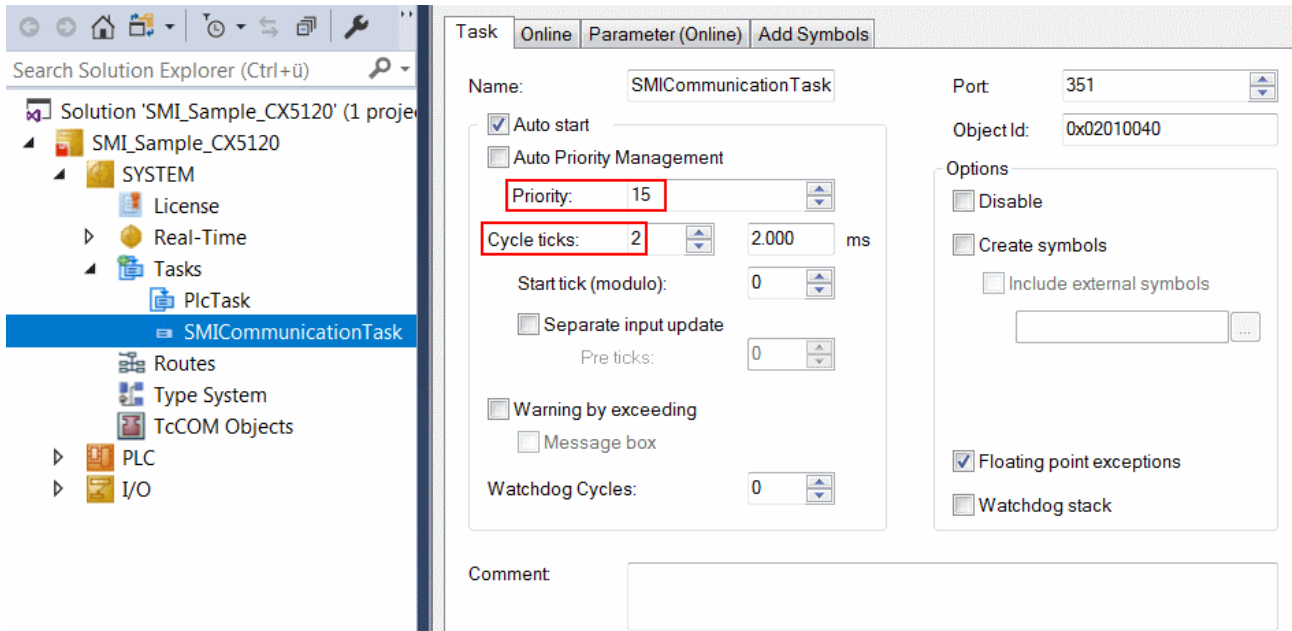 Search Solution Explorer (Ctrl+ü)
Solution 'SMI_Sample_CX5120' (1 proje
SMI_Sample_CX5120
SYSTEM
License
Real-Time
Tasks
PlcTask
SMICommunicationTask
Routes
Type System
TcCOM Objects
PLC
I/O
Task Online Parameter (Online) Add Symbols
Name: SMICommunicationTask
Auto start
Auto Priority Management
Priority: 15
Cycle ticks: 2 2.000 ms
Start tick (modulo): 0
Separate input update
Pre ticks: 0
Warning by exceeding
Message box
Watchdog Cycles: 0
Port: 351
Object Id: 0x02010040
Options
Disable
Create symbols
Include external symbols
...
Floating point exceptions
Watchdog stack
Comment: